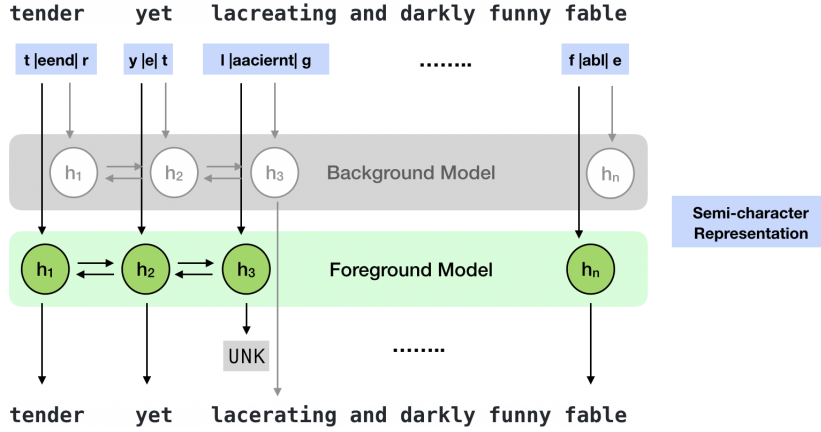 tender yet lacreating and darkly funny fable
t |eend| r y |e| t l |aaciernt| g ........ f |abl| e
h1 h2 h3 Background Model hn
Semi-character
Representation
h1 h2 h3 Foreground Model hn
UNK ........
tender yet lacerating and darkly funny fable